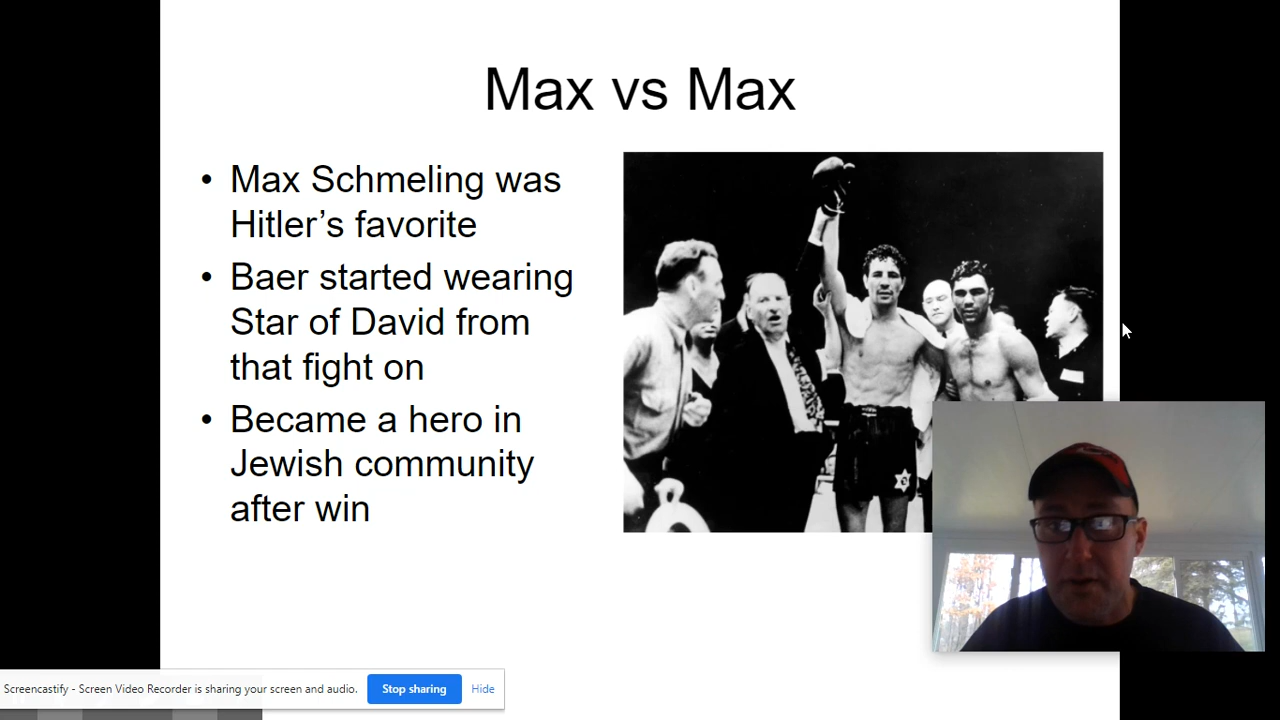 Max vs Max
• Max Schmeling was
Hitler’s favorite
• Baer started wearing
Star of David from
that fight on
• Became a hero in
Jewish community
after win
Screencastify - Screen Video Recorder is sharing your screen and audio.
Stop sharing
Hide